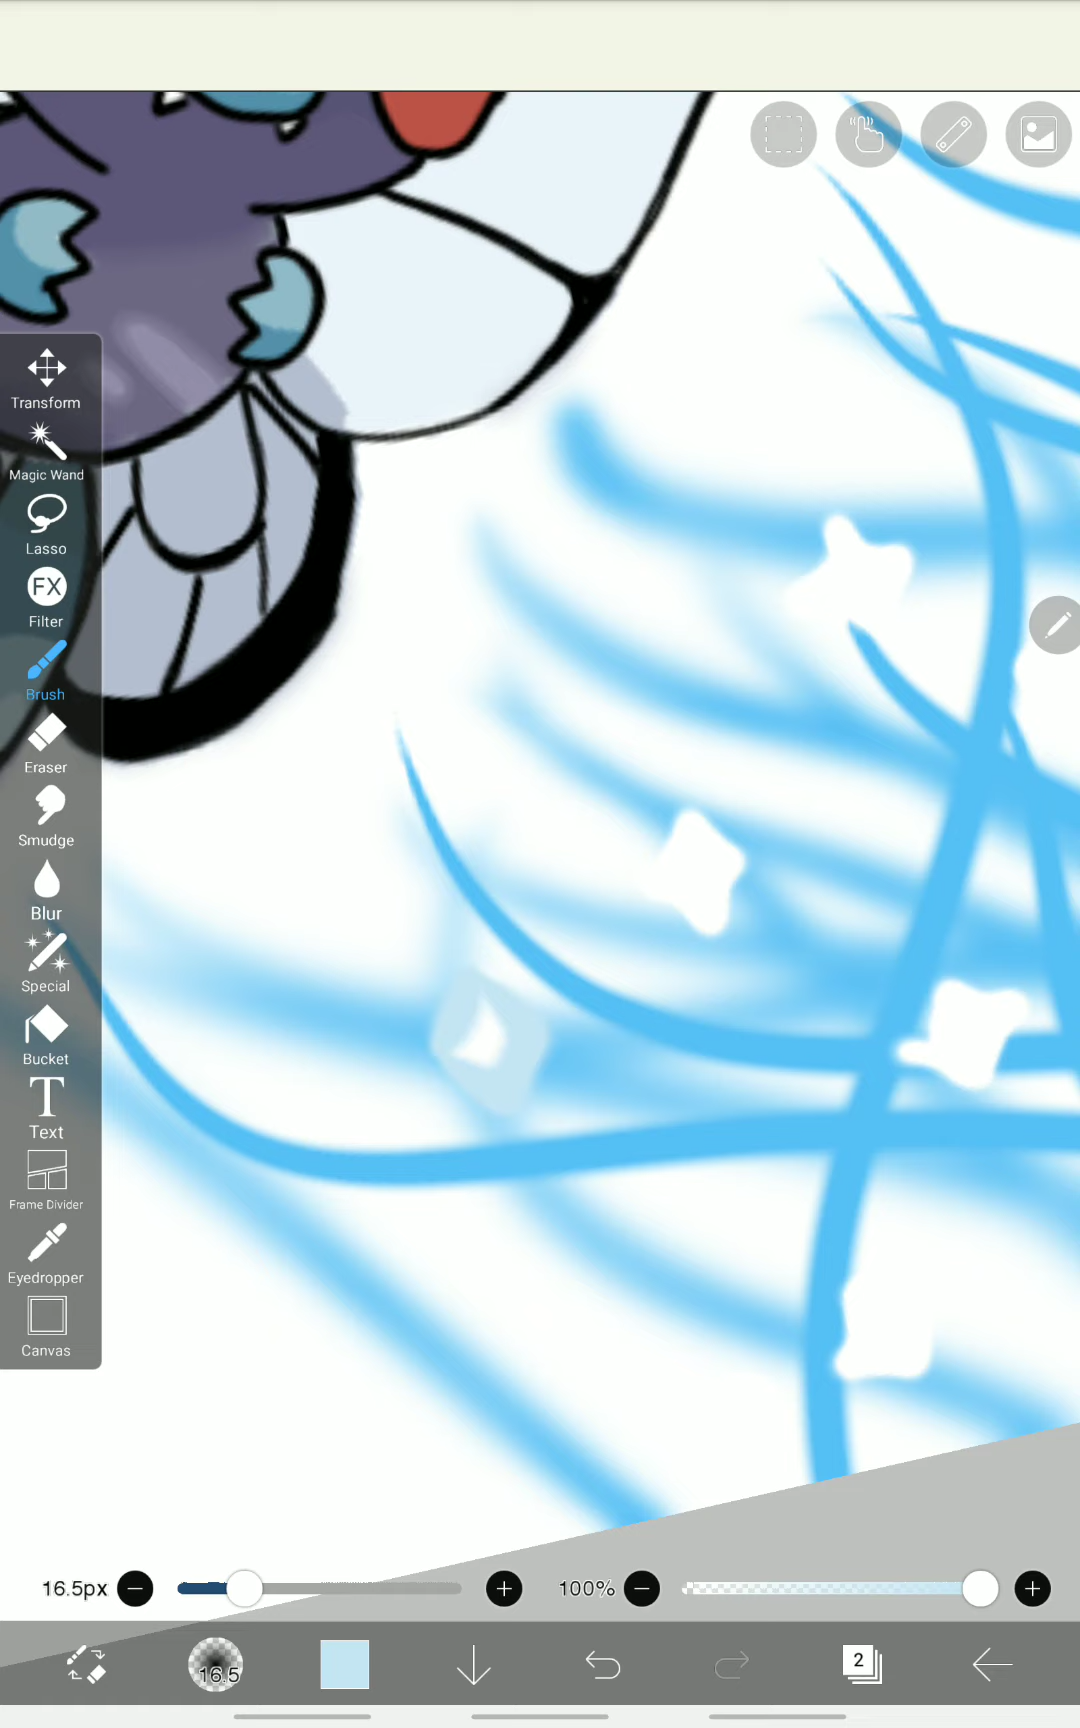 Transform
Magic Wand
Lasso
FX
Filter
Brush
Eraser
Smudge
Blur
Special
Bucket
T
Text
Frame Divider
Eyedropper
Canvas
16.5px
100%
16.5
2